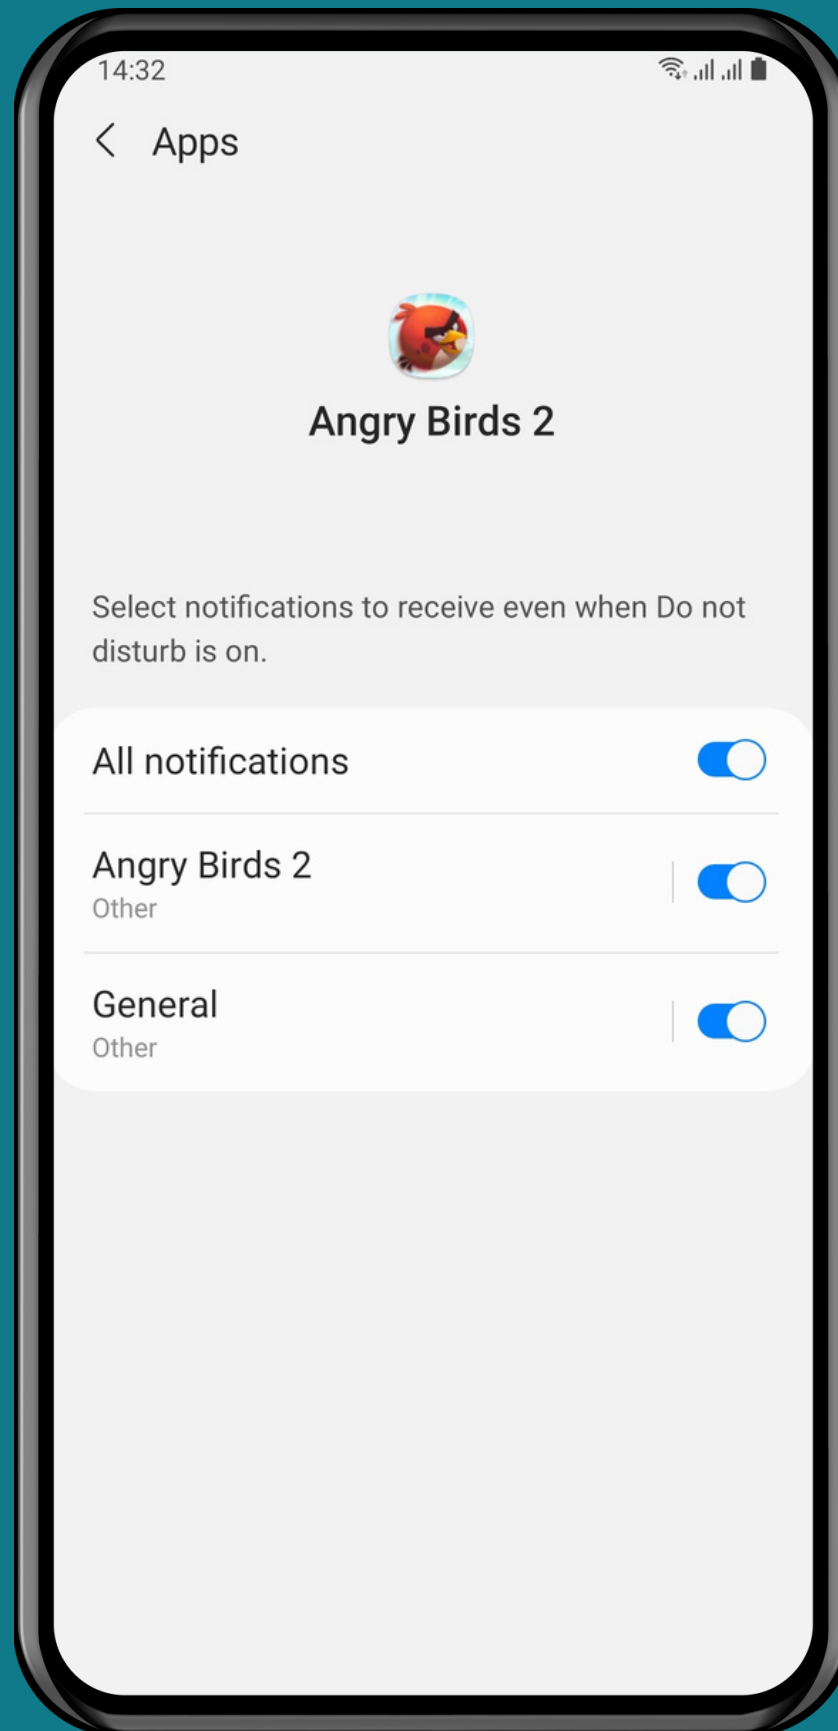 14:32
Apps
Angry Birds 2
Select notifications to receive even when Do not
disturb is on.
All notifications
Angry Birds 2
Other
General
Other